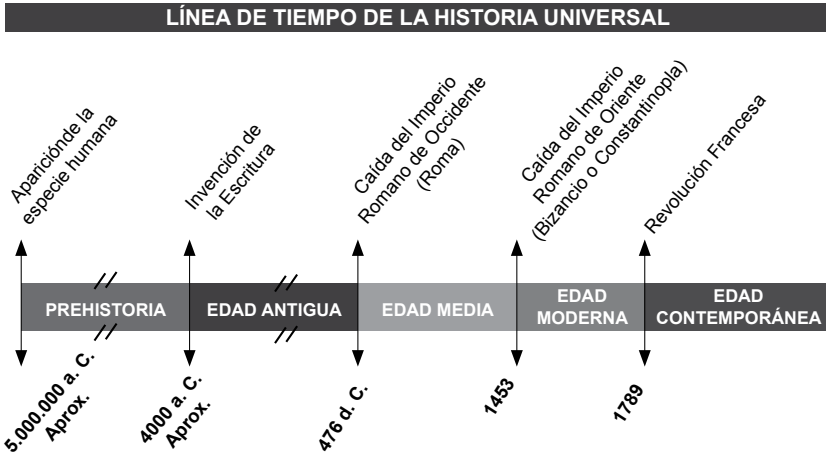 LÍNEA DE TIEMPO DE LA HISTORIA UNIVERSAL
Apariciónde la
especie humana
Invención de
la Escritura
Caída del Imperio
Romano de Occidente
(Roma)
Caída del Imperio
Romano de Oriente
(Bizancio o Constantinopla)
Revolución Francesa
PREHISTORIA
EDAD ANTIGUA
EDAD MEDIA
EDAD
MODERNA
EDAD
CONTEMPORÁNEA
5.000.000 a. C.
Aprox.
4000 a. C.
Aprox.
476 d. C.
1453
1789